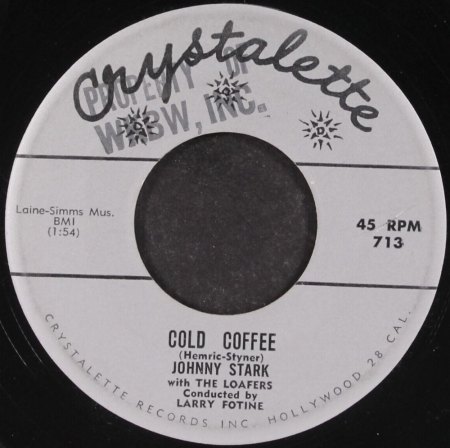 Crystalette
PROPERTY OF
INC.
Laine-Simms Mus.
BMI
(1:54)
45 RPM
713
COLD COFFEE
(Hemric-Styner)
JOHNNY STARK
with THE LOAFERS
Conducted by
LARRY FOTINE
CRYSTALETTE RECORDS INC. HOLLYWOOD 28 CAL.